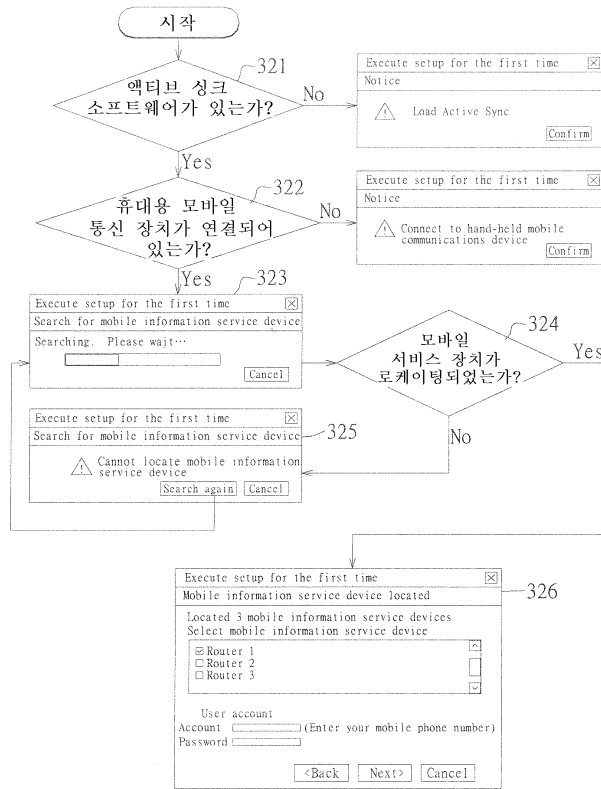 시작
321
액티브 싱크
소프트웨어가 있는가?
No
Execute setup for the first time
Notice
Load Active Sync
Confirm
Yes
322
휴대용 모바일
통신 장치가 연결되어
있는가?
No
Execute setup for the first time
Notice
Connect to hand-held mobile
communications device
Confirm
Yes
323
Execute setup for the first time
Search for mobile information service device
Searching. Please wait…
Cancel
324
모바일
서비스 장치가
로케이팅되었는가?
Yes
No
325
Execute setup for the first time
Search for mobile information service device
Cannot locate mobile information
service device
Search again Cancel
326
Execute setup for the first time
Mobile information service device located
Located 3 mobile information service devices
Select mobile information service device
Router 1
Router 2
Router 3
User account
Account (Enter your mobile phone number)
Password
<Back Next> Cancel